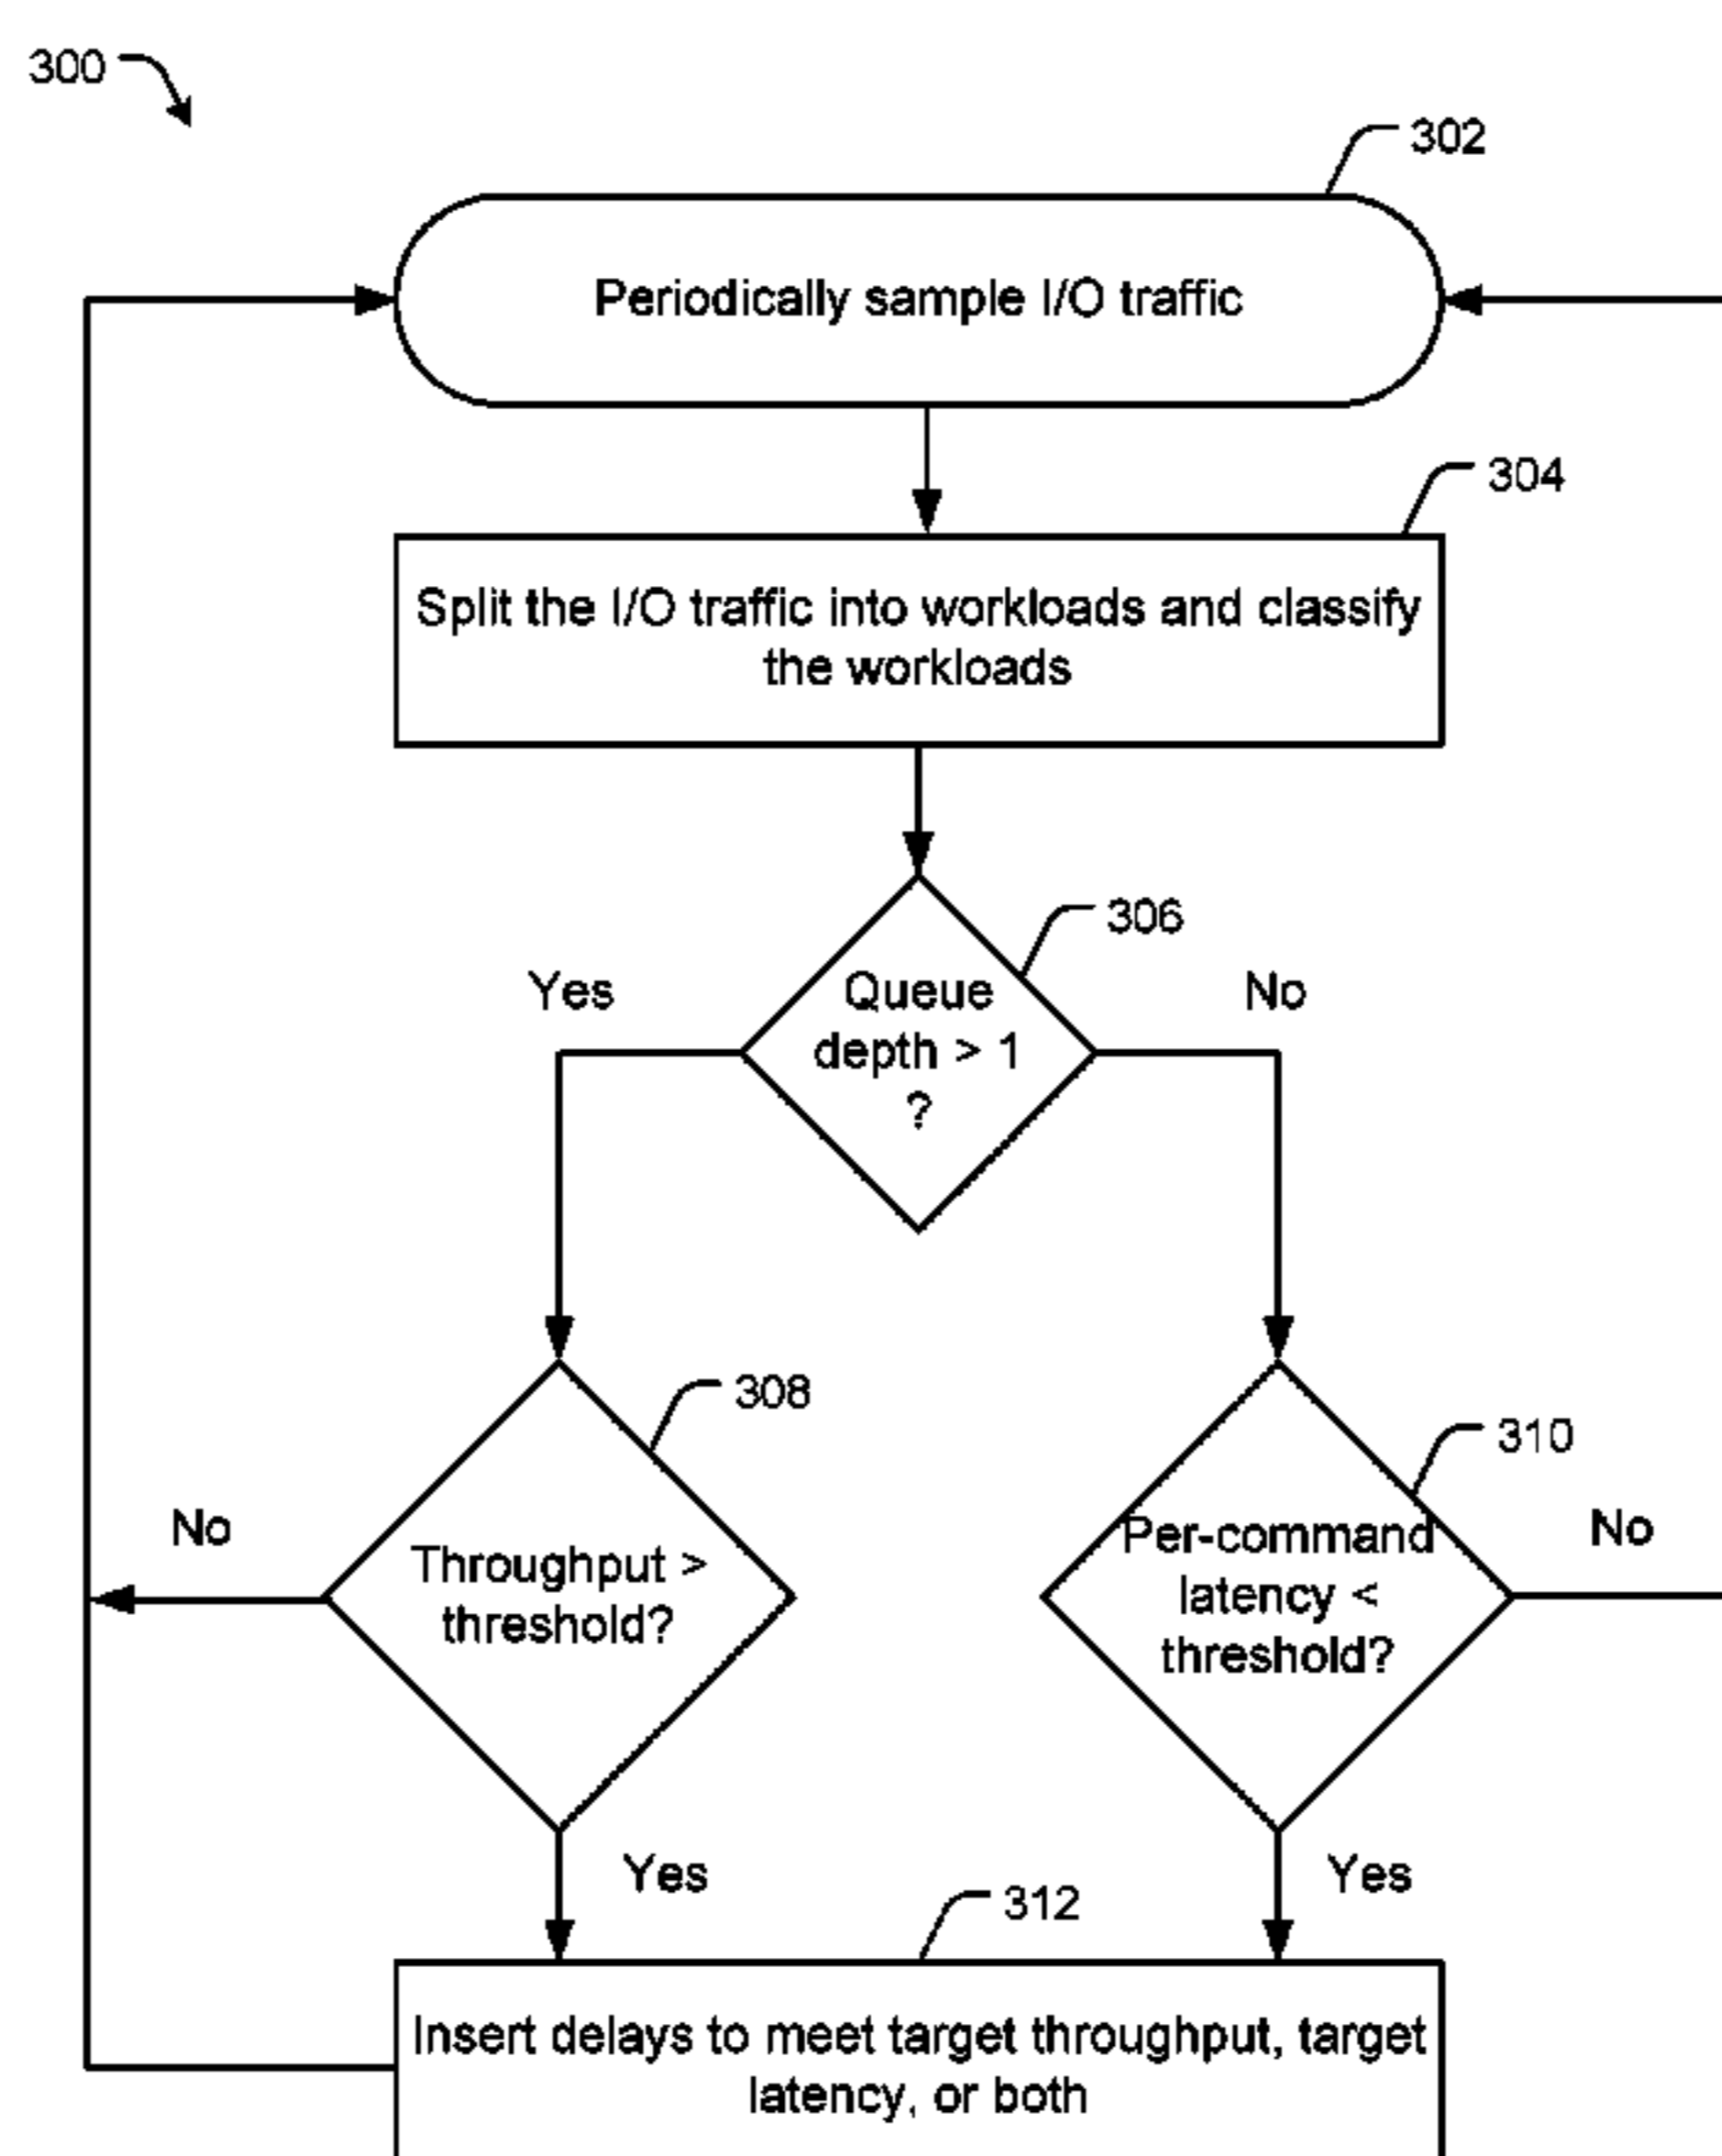 300
302
Periodically sample I/O traffic
304
Split the I/O traffic into workloads and classify
the workloads
306
Yes
Queue
No
depth > 1
?
308
310
No
Throughput >
threshold?
Per-command
latency <
threshold?
No
Yes
Yes
312
Insert delays to meet target throughput, target
latency, or both